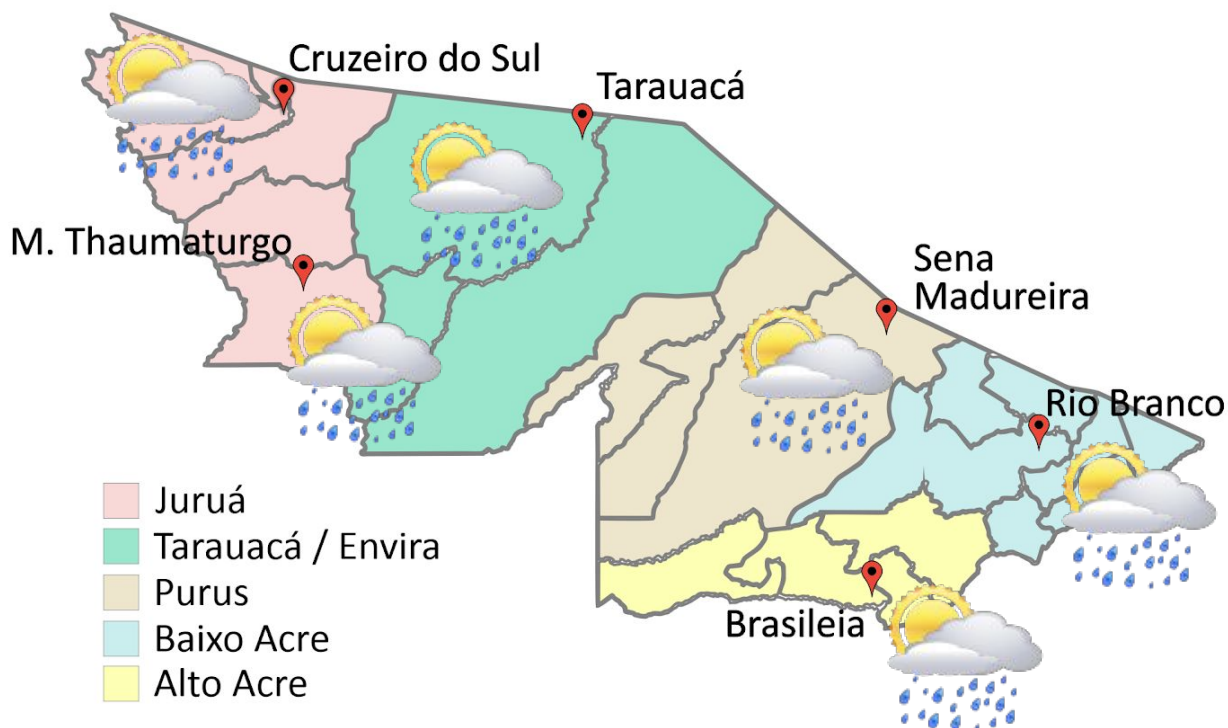 Cruzeiro do Sul
Tarauacá
M. Thaumaturgo
Sena
Madureira
Rio Branco
Brasileia
Juruá
Tarauacá / Envira
Purus
Baixo Acre
Alto Acre